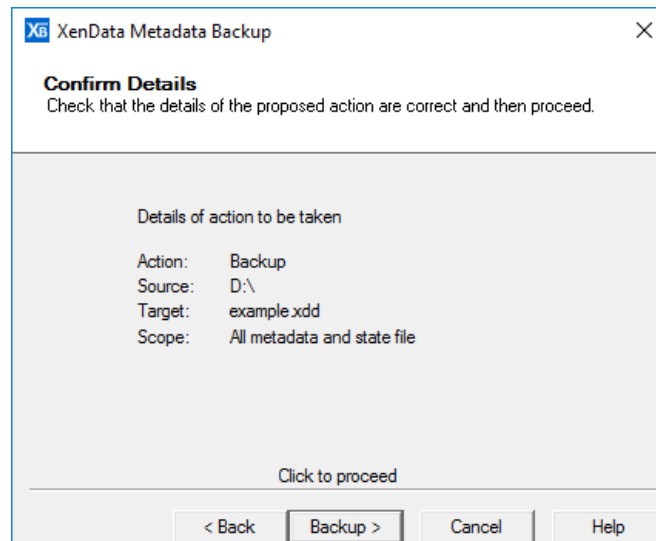 XB XenData Metadata Backup
Confirm Details
Check that the details of the proposed action are correct and then proceed.
Details of action to be taken
Action: Backup
Source: D:\
Target: example.xdd
Scope: All metadata and state file
Click to proceed
< Back Backup > Cancel Help